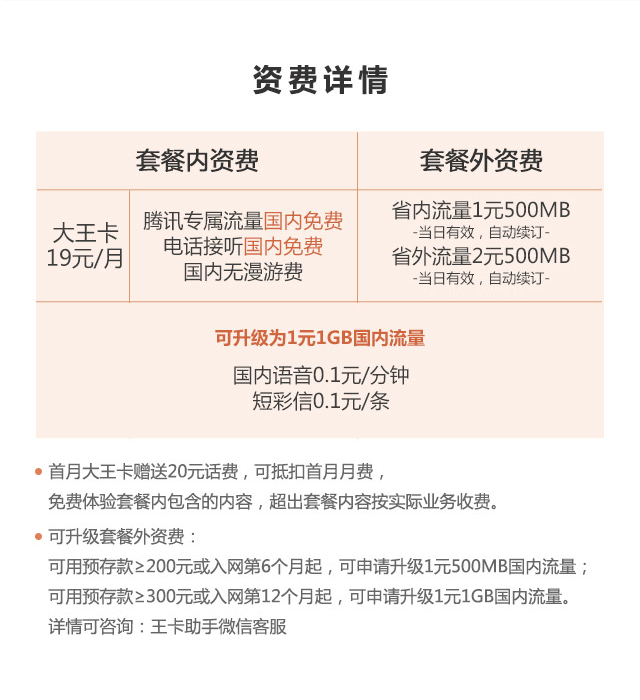 资费详情
套餐内资费
套餐外资费
大王卡
19元/月
腾讯专属流量国内免费
电话接听国内免费
国内无漫游费
省内流量1元500MB
-当日有效，自动续订-
省外流量2元500MB
-当日有效，自动续订-
可升级为1元1GB国内流量
国内语音0.1元/分钟
短彩信0.1元/条
首月大王卡赠送20元话费，可抵扣首月月费，
免费体验套餐内包含的内容，超出套餐内容按实际业务收费。
可升级套餐外资费：
可用预存款≥200元或入网第6个月起，可申请升级1元500MB国内流量；
可用预存款≥300元或入网第12个月起，可申请升级1元1GB国内流量。
详情可咨询：王卡助手微信客服